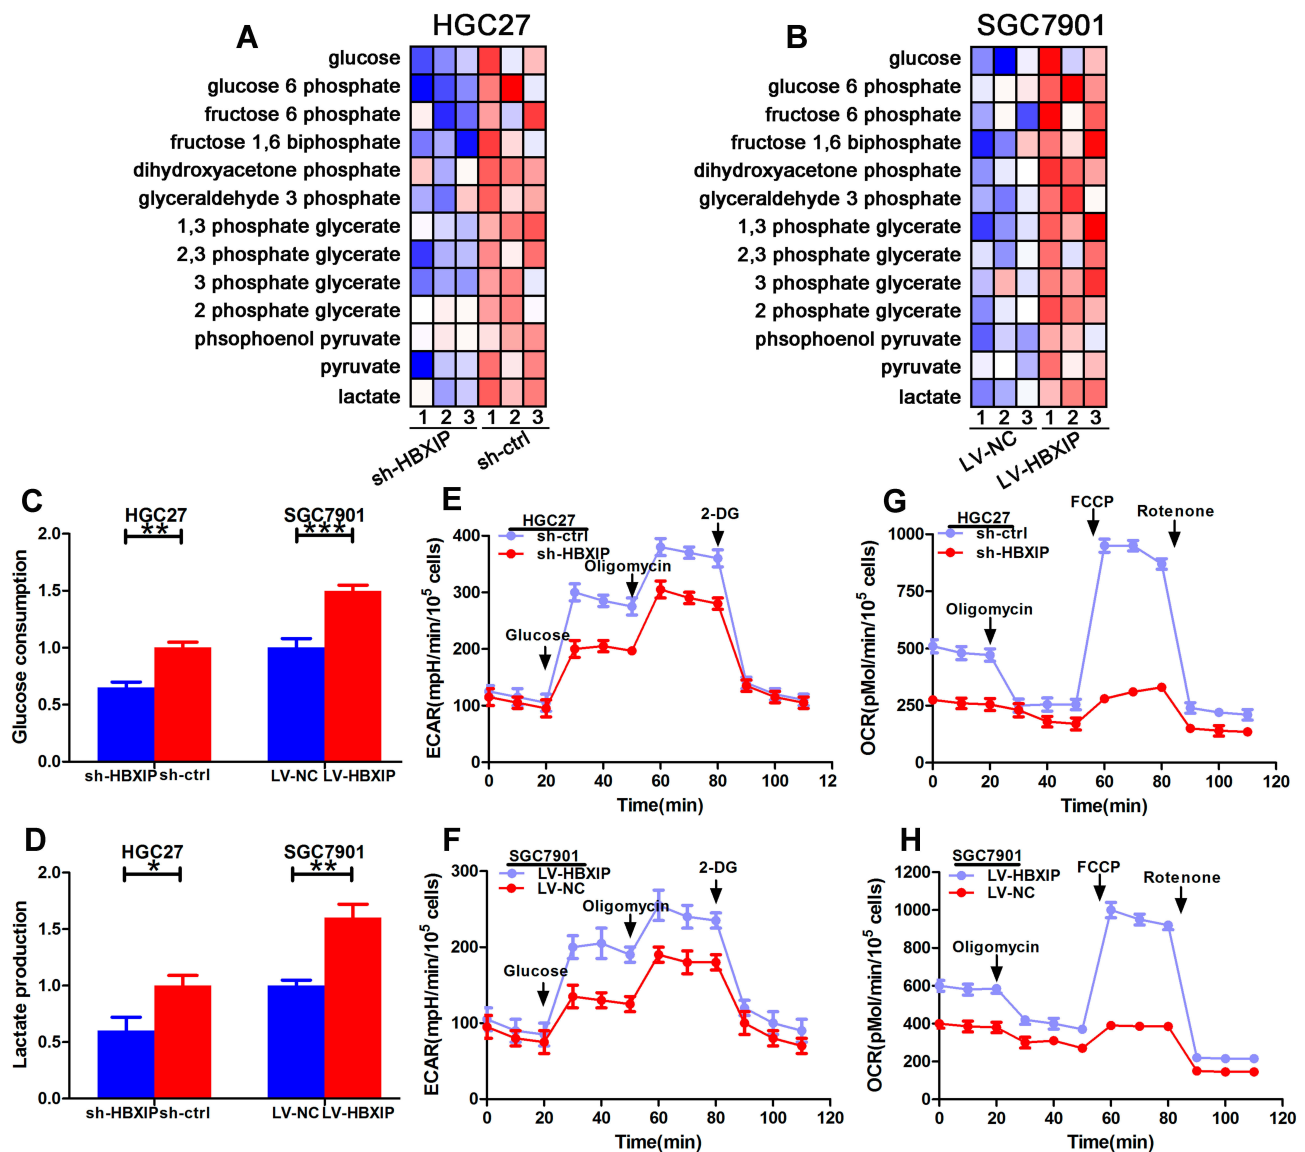 A
HGC27
glucose
glucose 6 phosphate
fructose 6 phosphate
fructose 1,6 biphosphate
dihydroxyacetone phosphate
glyceraldehyde 3 phosphate
1,3 phosphate glycerate
2,3 phosphate glycerate
3 phosphate glycerate
2 phosphate glycerate
phsophoenol pyruvate
pyruvate
lactate
1 2 3 1 2 3
sh-HBXIP sh-ctrl
B
SGC7901
glucose
glucose 6 phosphate
fructose 6 phosphate
fructose 1,6 biphosphate
dihydroxyacetone phosphate
glyceraldehyde 3 phosphate
1,3 phosphate glycerate
2,3 phosphate glycerate
3 phosphate glycerate
2 phosphate glycerate
phsophoenol pyruvate
pyruvate
lactate
1 2 3 1 2 3
LV-NC LV-HBXIP
C
HGC27 SGC7901
** ***
Glucose consumption
2.0
1.5
1.0
0.5
0.0
sh-HBXIP sh-ctrl LV-NC LV-HBXIP
D
HGC27 SGC7901
* **
Lactate production
2.0
1.5
1.0
0.5
0.0
sh-HBXIP sh-ctrl LV-NC LV-HBXIP
E
HGC27
sh-ctrl
sh-HBXIP
Glucose
Oligomycin
2-DG
ECAR(mpH/min/10⁵ cells)
400
300
200
100
0
0 20 40 60 80 100 12
Time(min)
F
SGC7901
LV-HBXIP
LV-NC
Glucose
Oligomycin
2-DG
ECAR(mpH/min/10⁵ cells)
300
200
100
0
0 20 40 60 80 100 120
Time(min)
G
HGC27
sh-ctrl
sh-HBXIP
Oligomycin
FCCP
Rotenone
OCR(pMol/min/10⁵ cells)
1000
750
500
250
0
0 20 40 60 80 100 120
Time(min)
H
SGC7901
LV-HBXIP
LV-NC
Oligomycin
FCCP
Rotenone
OCR(pMol/min/10⁵ cells)
1200
1000
800
600
400
200
0
0 20 40 60 80 100 120
Time(min)